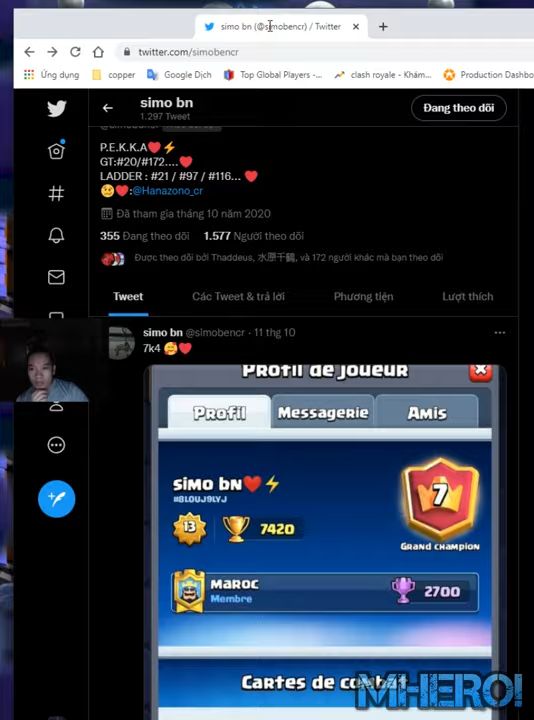 simo bn (@simobencr) / Twitter
twitter.com/simobencr
Ứng dụng copper Google Dịch Top Global Players -... clash royale - Khám... Production Dashbo
simo bn
1.297 Tweet
Đang theo dõi
P.E.K.K.A❤️⚡
GT:#20/#172....❤️
LADDER : #21 / #97 / #116... ❤️
🤕❤️:@Hanazono_cr
Đã tham gia tháng 10 năm 2020
355 Đang theo dõi 1.577 Người theo dõi
Được theo dõi bởi Thaddeus, 水原千鶴, và 172 người khác mà bạn theo dõi
Tweet Các Tweet & trả lời Phương tiện Lượt thích
simo bn @simobencr · 11 thg 10
7k4 🥰❤️
Profil de joueur
Profil Messagerie Amis
simo bn❤️⚡
13 7420
7
Grand champion
Maroc
Membre
2700
Cartes de combat
MHERO!